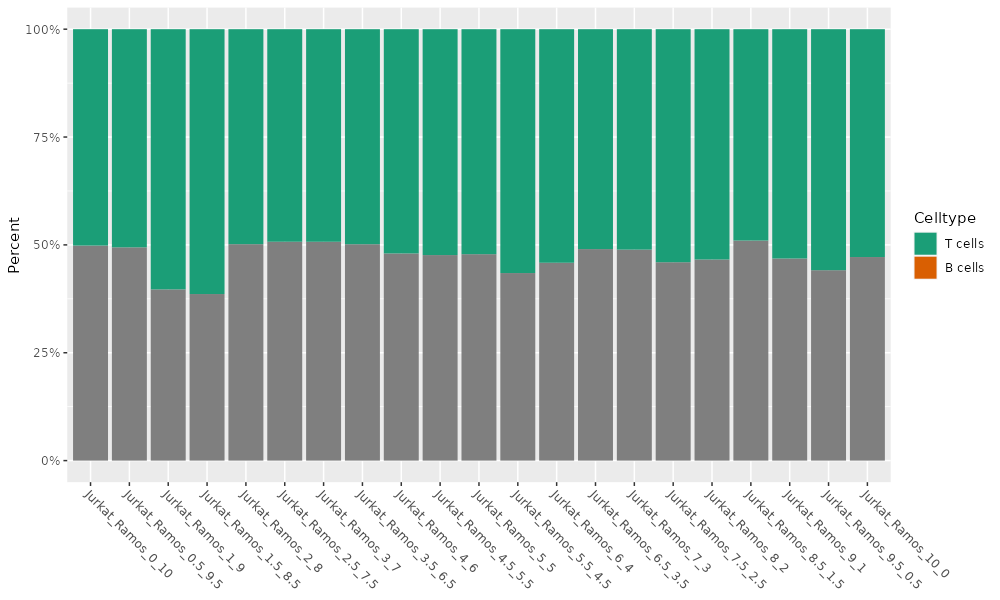 100%
75%
50%
25%
0%
Percent
Celltype
T cells
B cells
Jurkat_Ramos_0_10
Jurkat_Ramos_0.5_9.5
Jurkat_Ramos_1_9
Jurkat_Ramos_1.5_8.5
Jurkat_Ramos_2_8
Jurkat_Ramos_2.5_7.5
Jurkat_Ramos_3_7
Jurkat_Ramos_3.5_6.5
Jurkat_Ramos_4_6
Jurkat_Ramos_4.5_5.5
Jurkat_Ramos_5_5
Jurkat_Ramos_5.5_4.5
Jurkat_Ramos_6_4
Jurkat_Ramos_6.5_3.5
Jurkat_Ramos_7_3
Jurkat_Ramos_7.5_2.5
Jurkat_Ramos_8_2
Jurkat_Ramos_8.5_1.5
Jurkat_Ramos_9_1
Jurkat_Ramos_9.5_0.5
Jurkat_Ramos_10_0